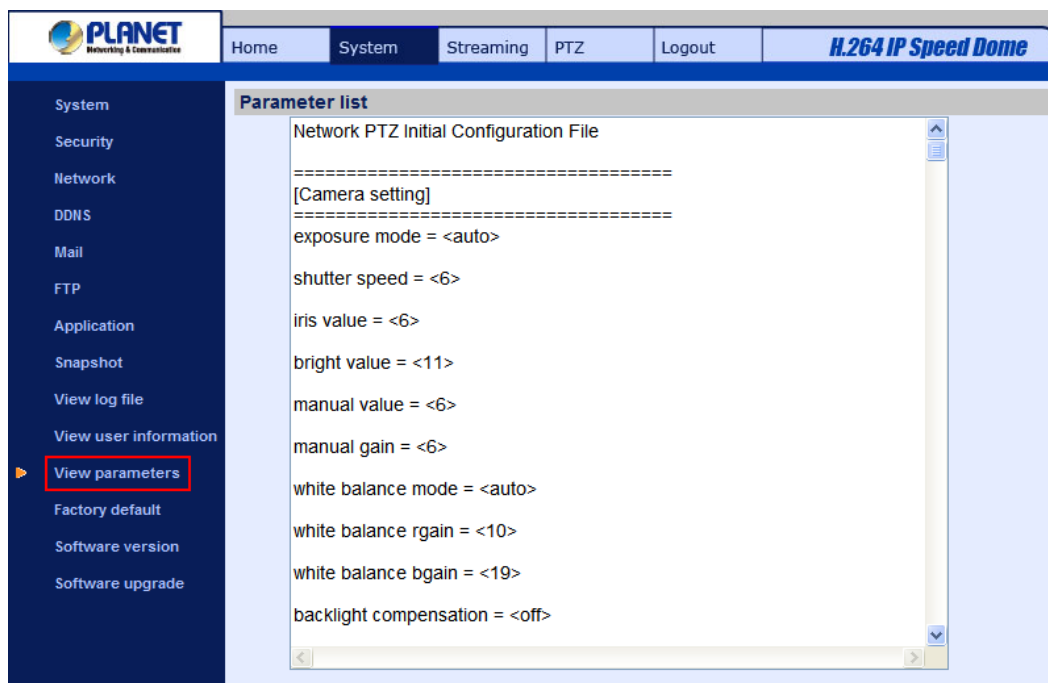 PLANET
Networking & Communication
Home
System
Streaming
PTZ
Logout
H.264 IP Speed Dome
System
Security
Network
DDNS
Mail
FTP
Application
Snapshot
View log file
View user information
View parameters
Factory default
Software version
Software upgrade
Parameter list
Network PTZ Initial Configuration File
====================================
[Camera setting]
====================================
exposure mode = <auto>
shutter speed = <6>
iris value = <6>
bright value = <11>
manual value = <6>
manual gain = <6>
white balance mode = <auto>
white balance rgain = <10>
white balance bgain = <19>
backlight compensation = <off>